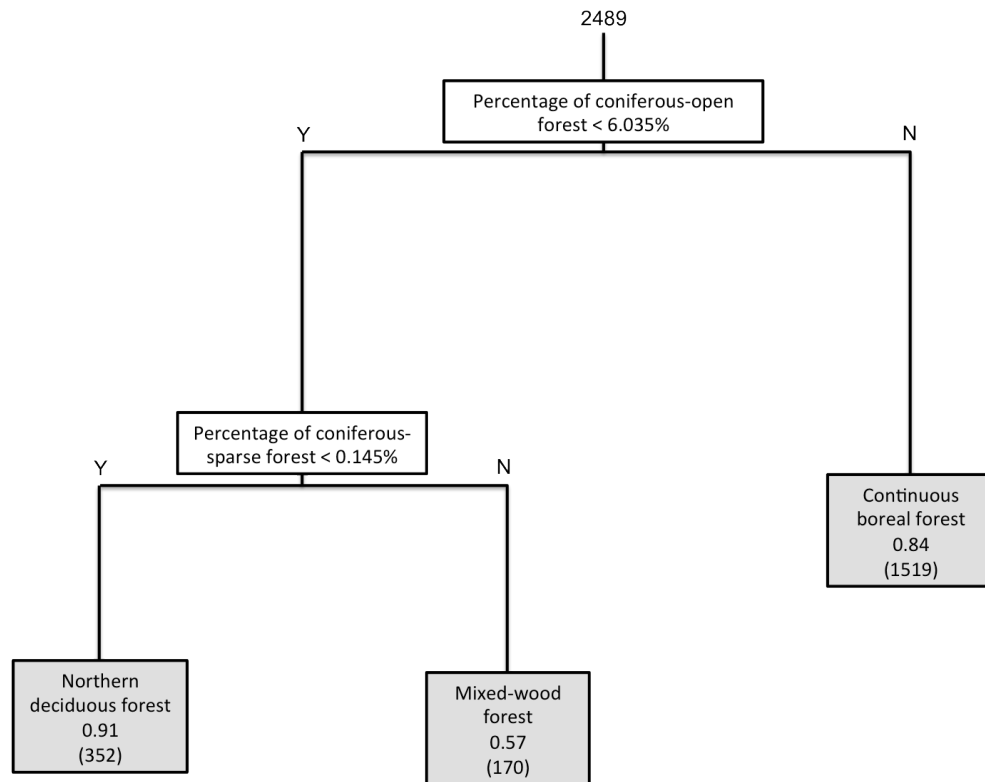 2489
Percentage of coniferous-open
forest < 6.035%
Y
N
Percentage of coniferous-
sparse forest < 0.145%
Y
N
Continuous
boreal forest
0.84
(1519)
Northern
deciduous forest
0.91
(352)
Mixed-wood
forest
0.57
(170)